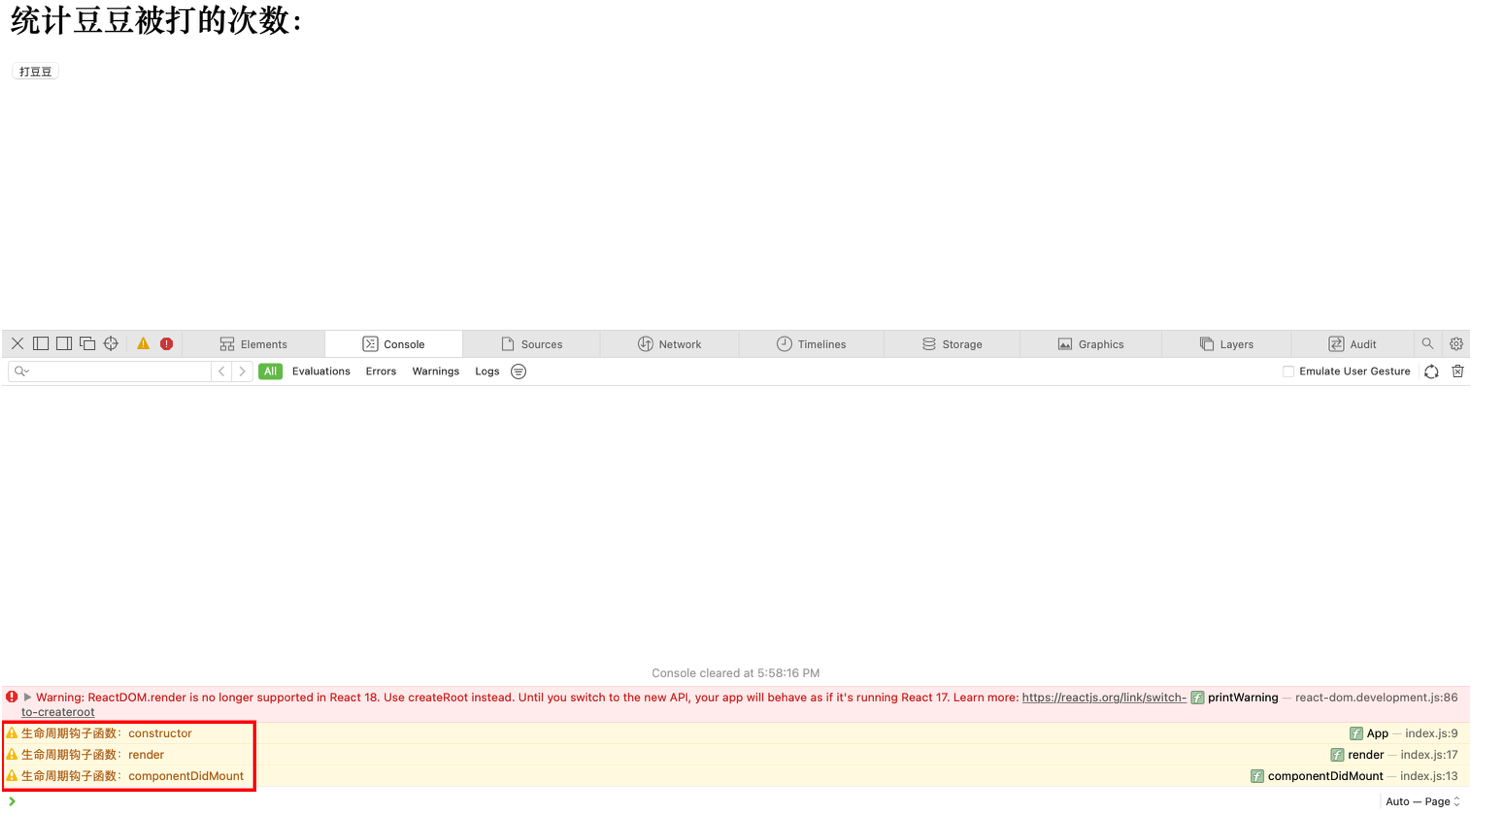 统计豆豆被打的次数：
打豆豆
Elements Console Sources Network Timelines Storage Graphics Layers Audit
All Evaluations Errors Warnings Logs Emulate User Gesture
Console cleared at 5:58:16 PM
Warning: ReactDOM.render is no longer supported in React 18. Use createRoot instead. Until you switch to the new API, your app will behave as if it's running React 17. Learn more: https://reactjs.org/link/switch- f printWarning — react-dom.development.js:86
to-createroot
生命周期钩子函数：constructor f App — index.js:9
生命周期钩子函数：render f render — index.js:17
生命周期钩子函数：componentDidMount f componentDidMount — index.js:13
Auto — Page